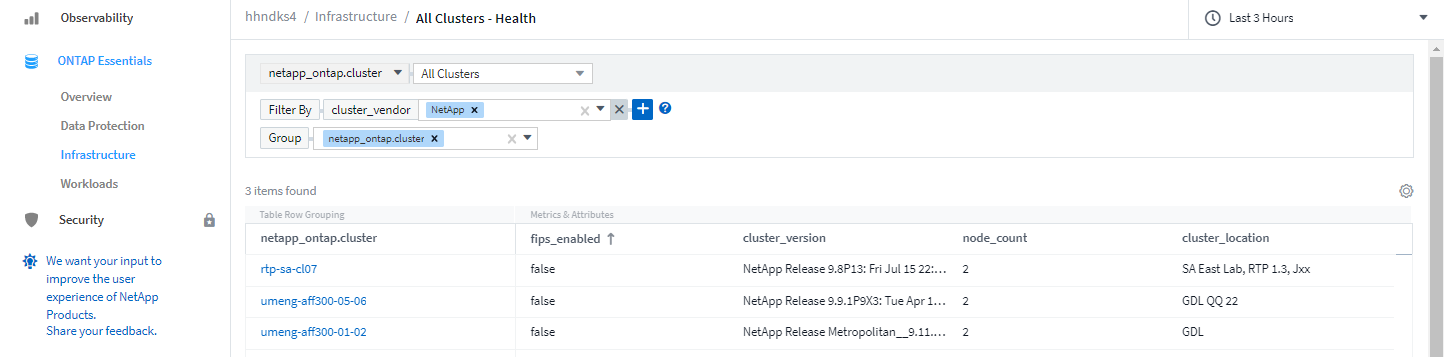 Observability
ONTAP Essentials
Overview
Data Protection
Infrastructure
Workloads
Security
We want your input to
improve the user
experience of NetApp
Products.
Share your feedback.
hhndks4 / Infrastructure / All Clusters - Health
Last 3 Hours
netapp_ontap.cluster All Clusters
Filter By cluster_vendor NetApp × × × + ?
Group netapp_ontap.cluster × ×
3 items found
Table Row Grouping Metrics & Attributes
netapp_ontap.cluster fips_enabled ↑ cluster_version node_count cluster_location
rtp-sa-cl07 false NetApp Release 9.8P13: Fri Jul 15 22:... 2 SA East Lab, RTP 1.3, Jxx
umeng-aff300-05-06 false NetApp Release 9.9.1P9X3: Tue Apr 1... 2 GDL QQ 22
umeng-aff300-01-02 false NetApp Release Metropolitan__9.11.... 2 GDL